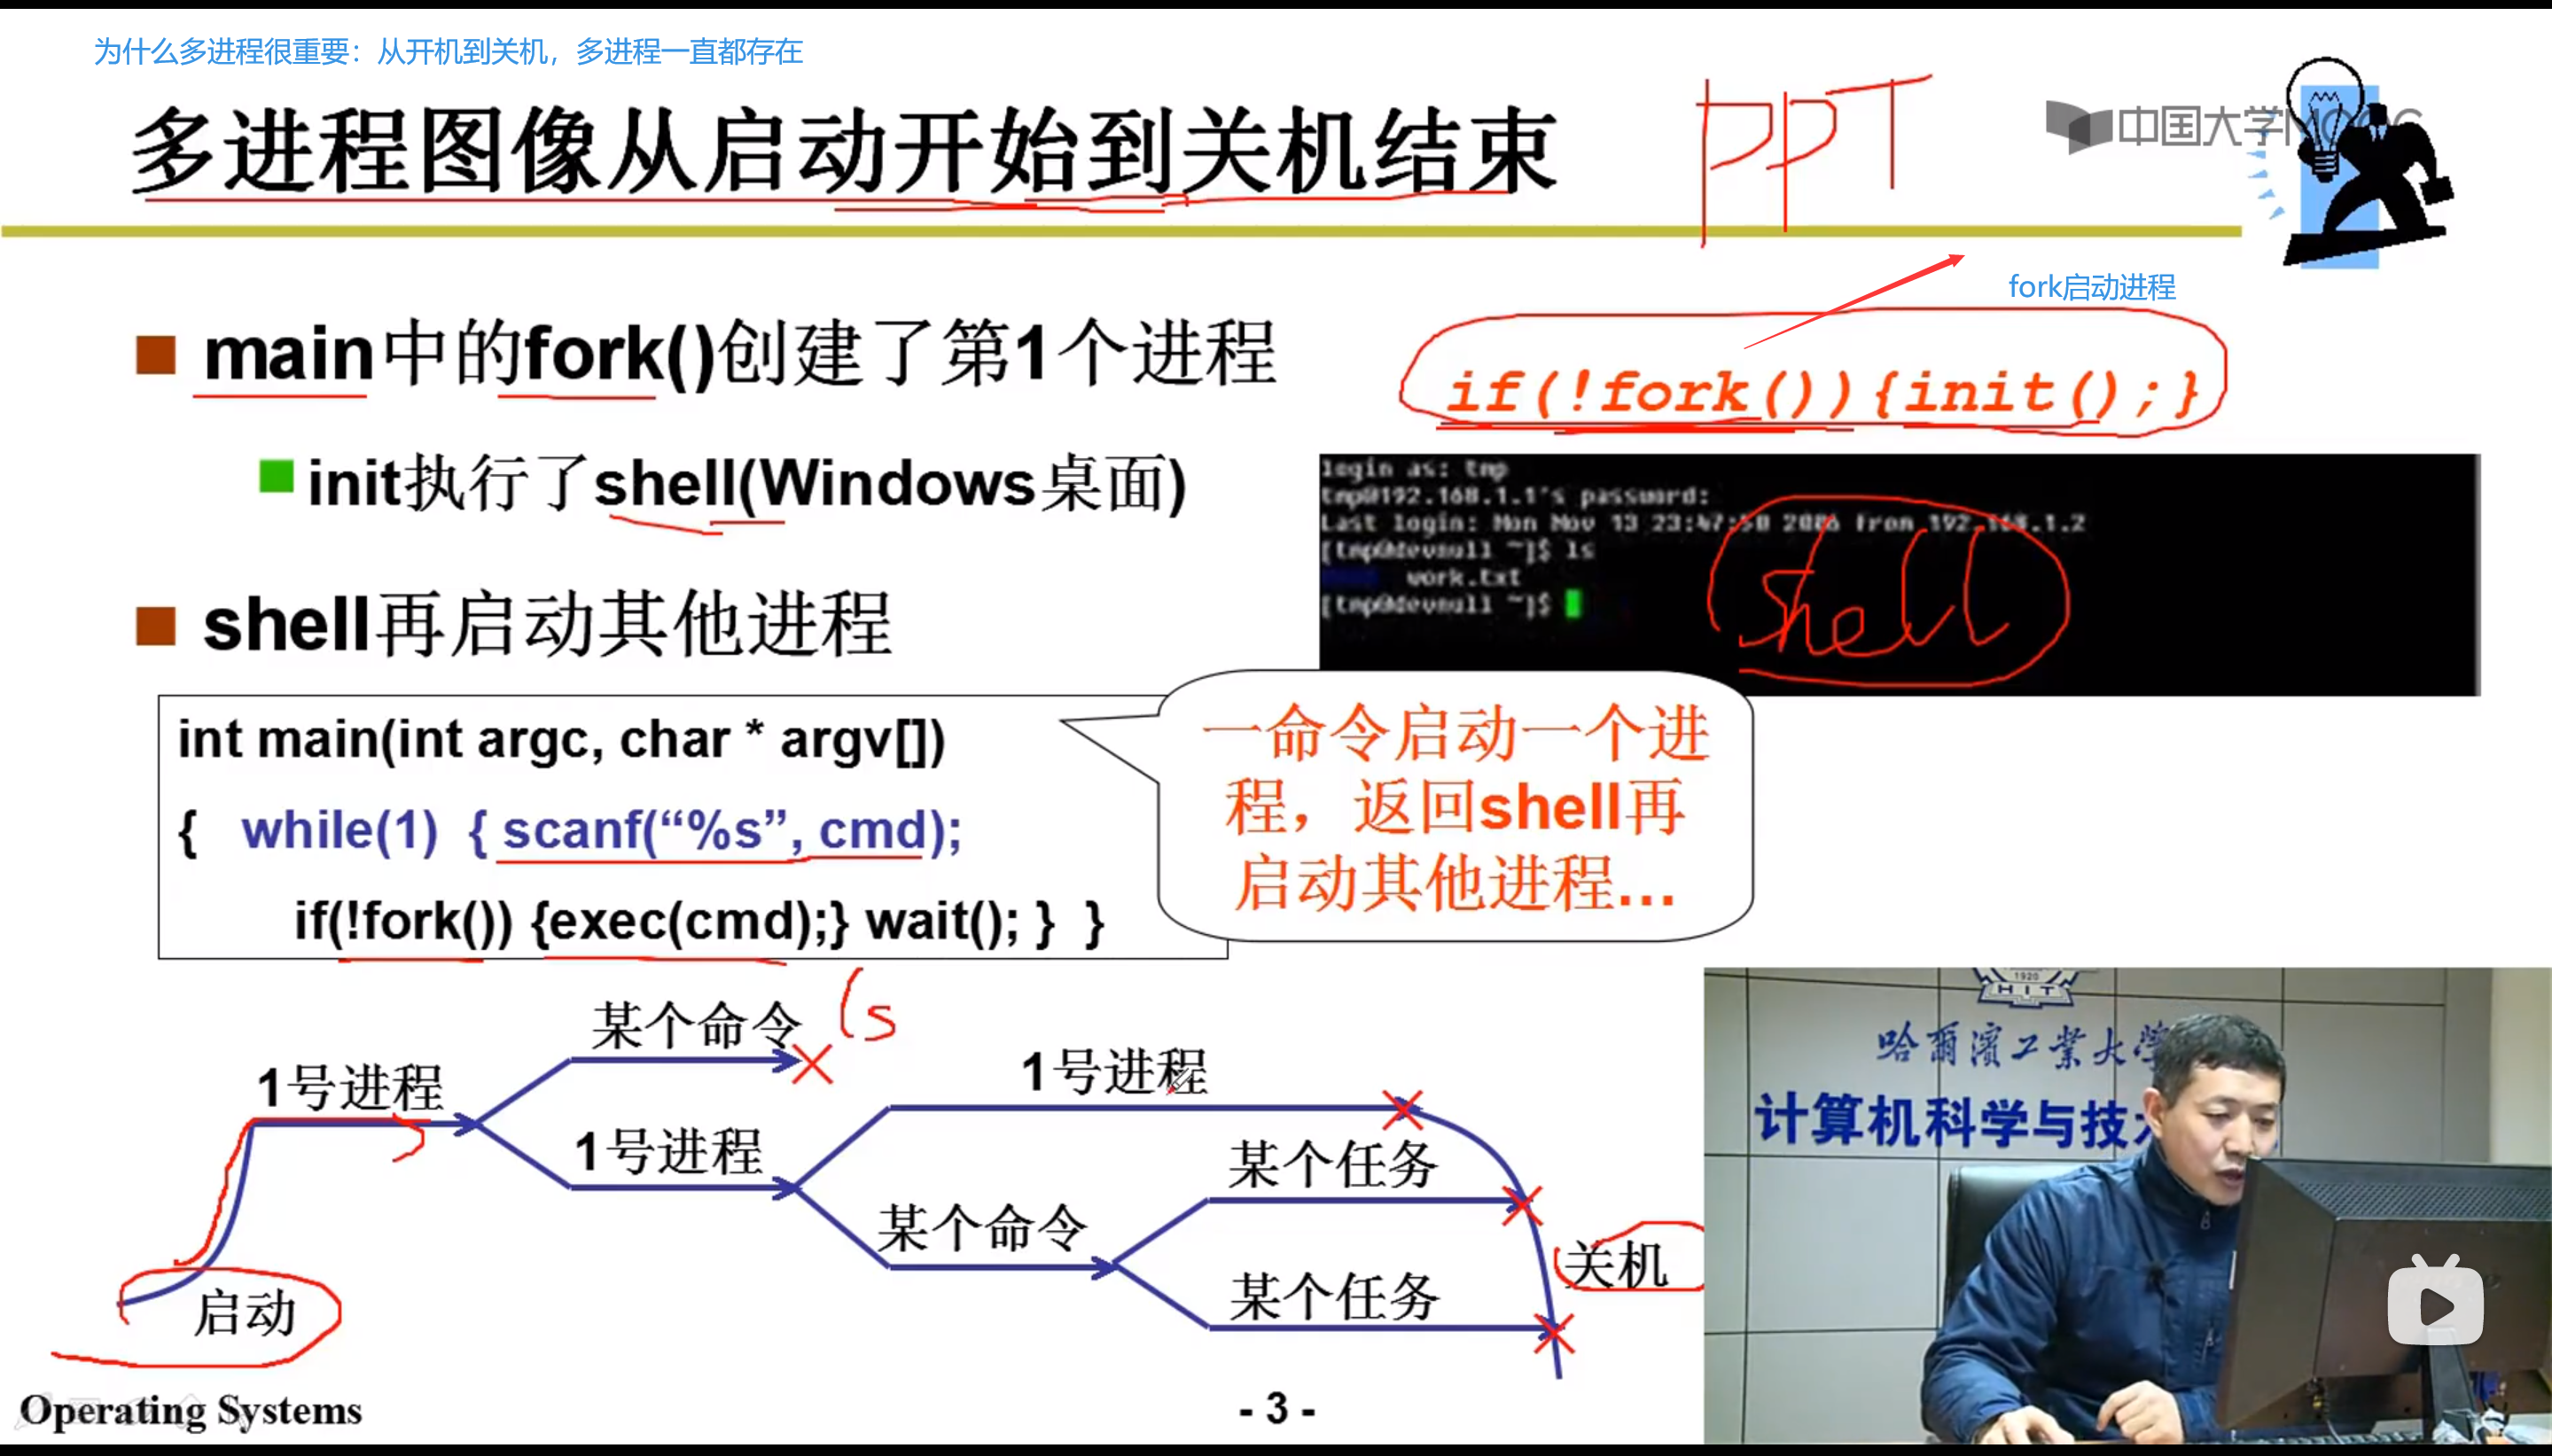 为什么多进程很重要：从开机到关机，多进程一直都存在
多进程图像从启动开始到关机结束
PPT
中国大学MOOC
fork启动进程
main中的fork()创建了第1个进程
if(!fork()){init();}
init执行了shell(Windows桌面)
login as: tmp
tmp@192.168.1.1's password:
Last login: Mon Nov 13 23:47:50 2006 from 192.168.1.2
[tmp@devnull ~]$ ls
work.txt
[tmp@devnull ~]$
shell
shell再启动其他进程
int main(int argc, char * argv[])
{ while(1) { scanf(“%s”, cmd);
if(!fork()) {exec(cmd);} wait(); } }
一命令启动一个进
程，返回shell再
启动其他进程...
ls
某个命令
1号进程
1号进程
1号进程
某个任务
某个命令
某个任务
启动
关机
1920
HIT
哈尔滨工业大学
计算机科学与技
Operating Systems
- 3 -